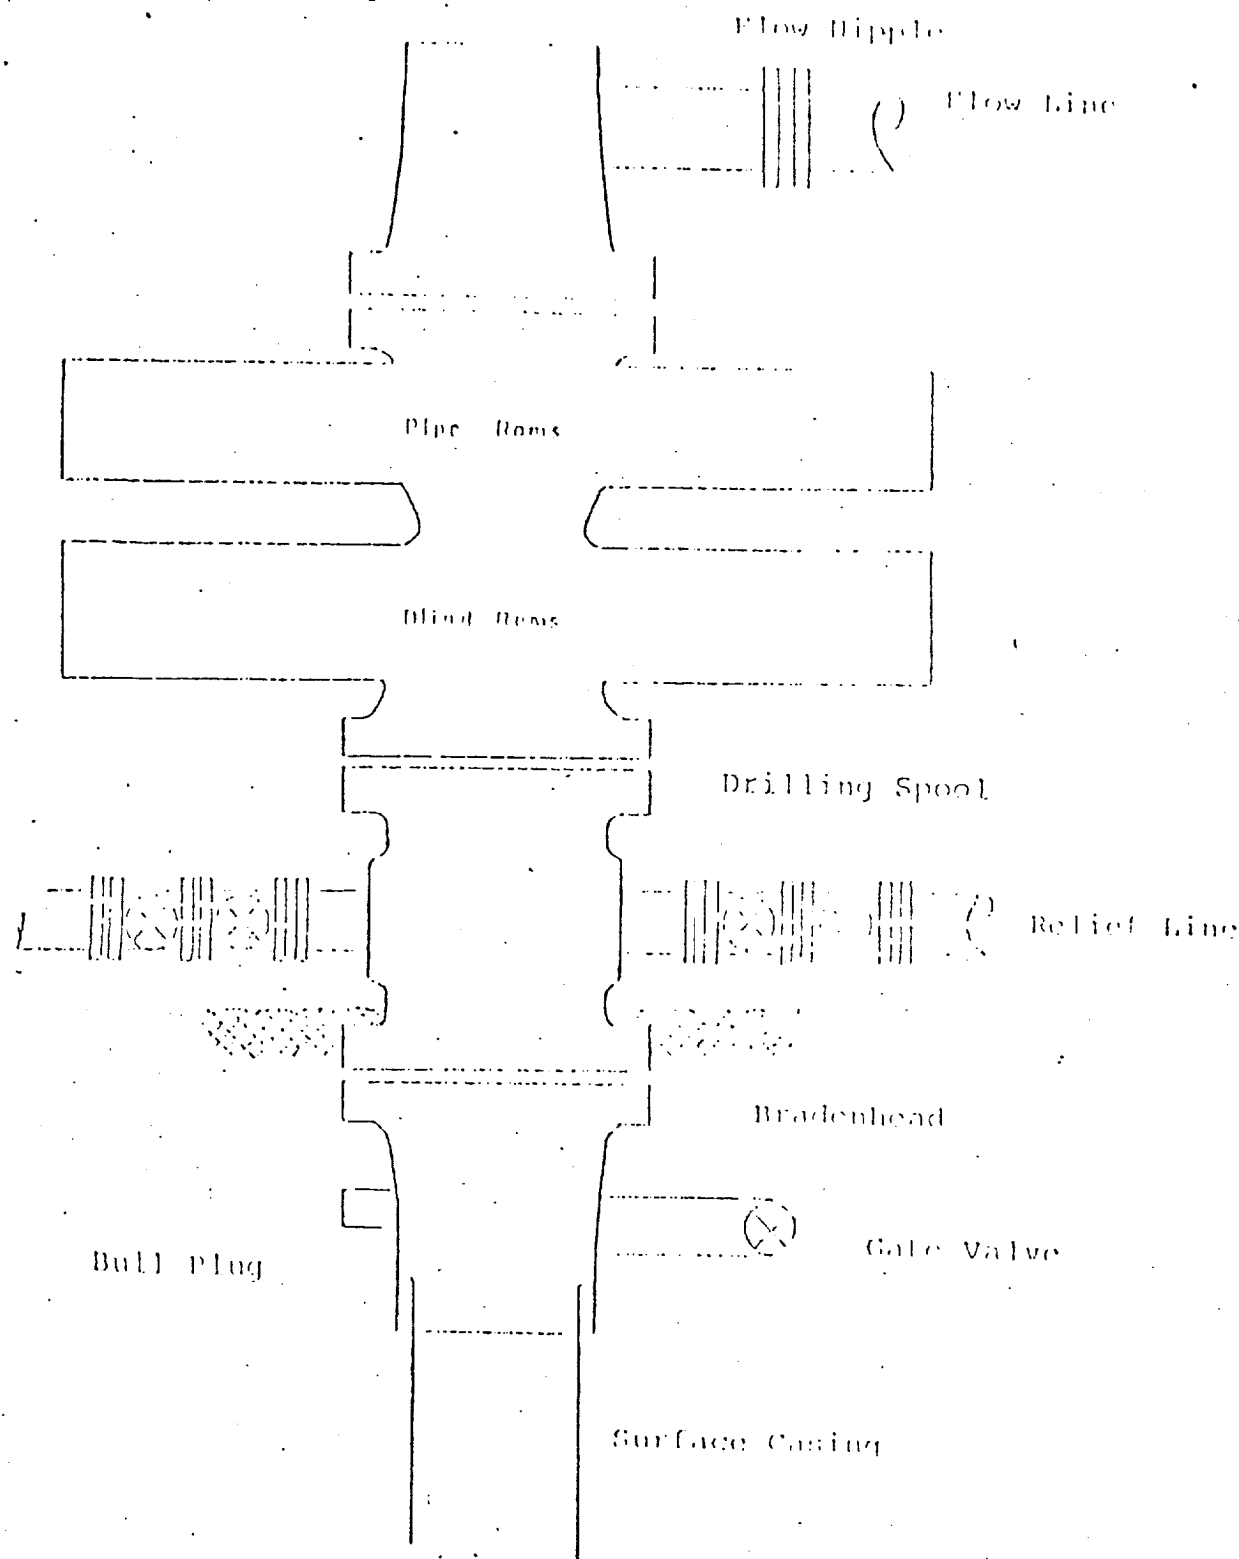 Flow Nipple
Flow Line
Pipe Rams
Blind Rams
Drilling Spool
Relief Line
Bradenhead
Bull Plug
Gate Valve
Surface Casing